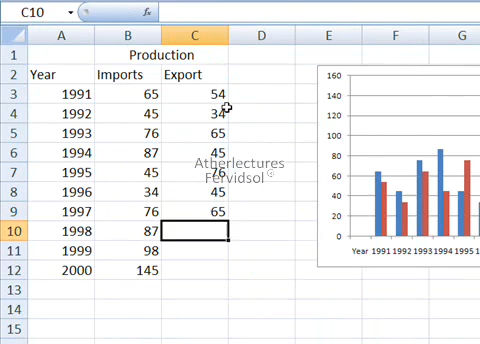 C10 fx
A B C D E F G
1 Production
2 Year Imports Export
3 1991 65 54
4 1992 45 34
5 1993 76 65
6 1994 87 45
7 1995 45 76
8 1996 34 45
9 1997 76 65
10 1998 87
11 1999 98
12 2000 145
13
14
15
Atherlectures
Fervidsol
160
140
120
100
80
60
40
20
0
Year 1991 1992 1993 1994 1995 1